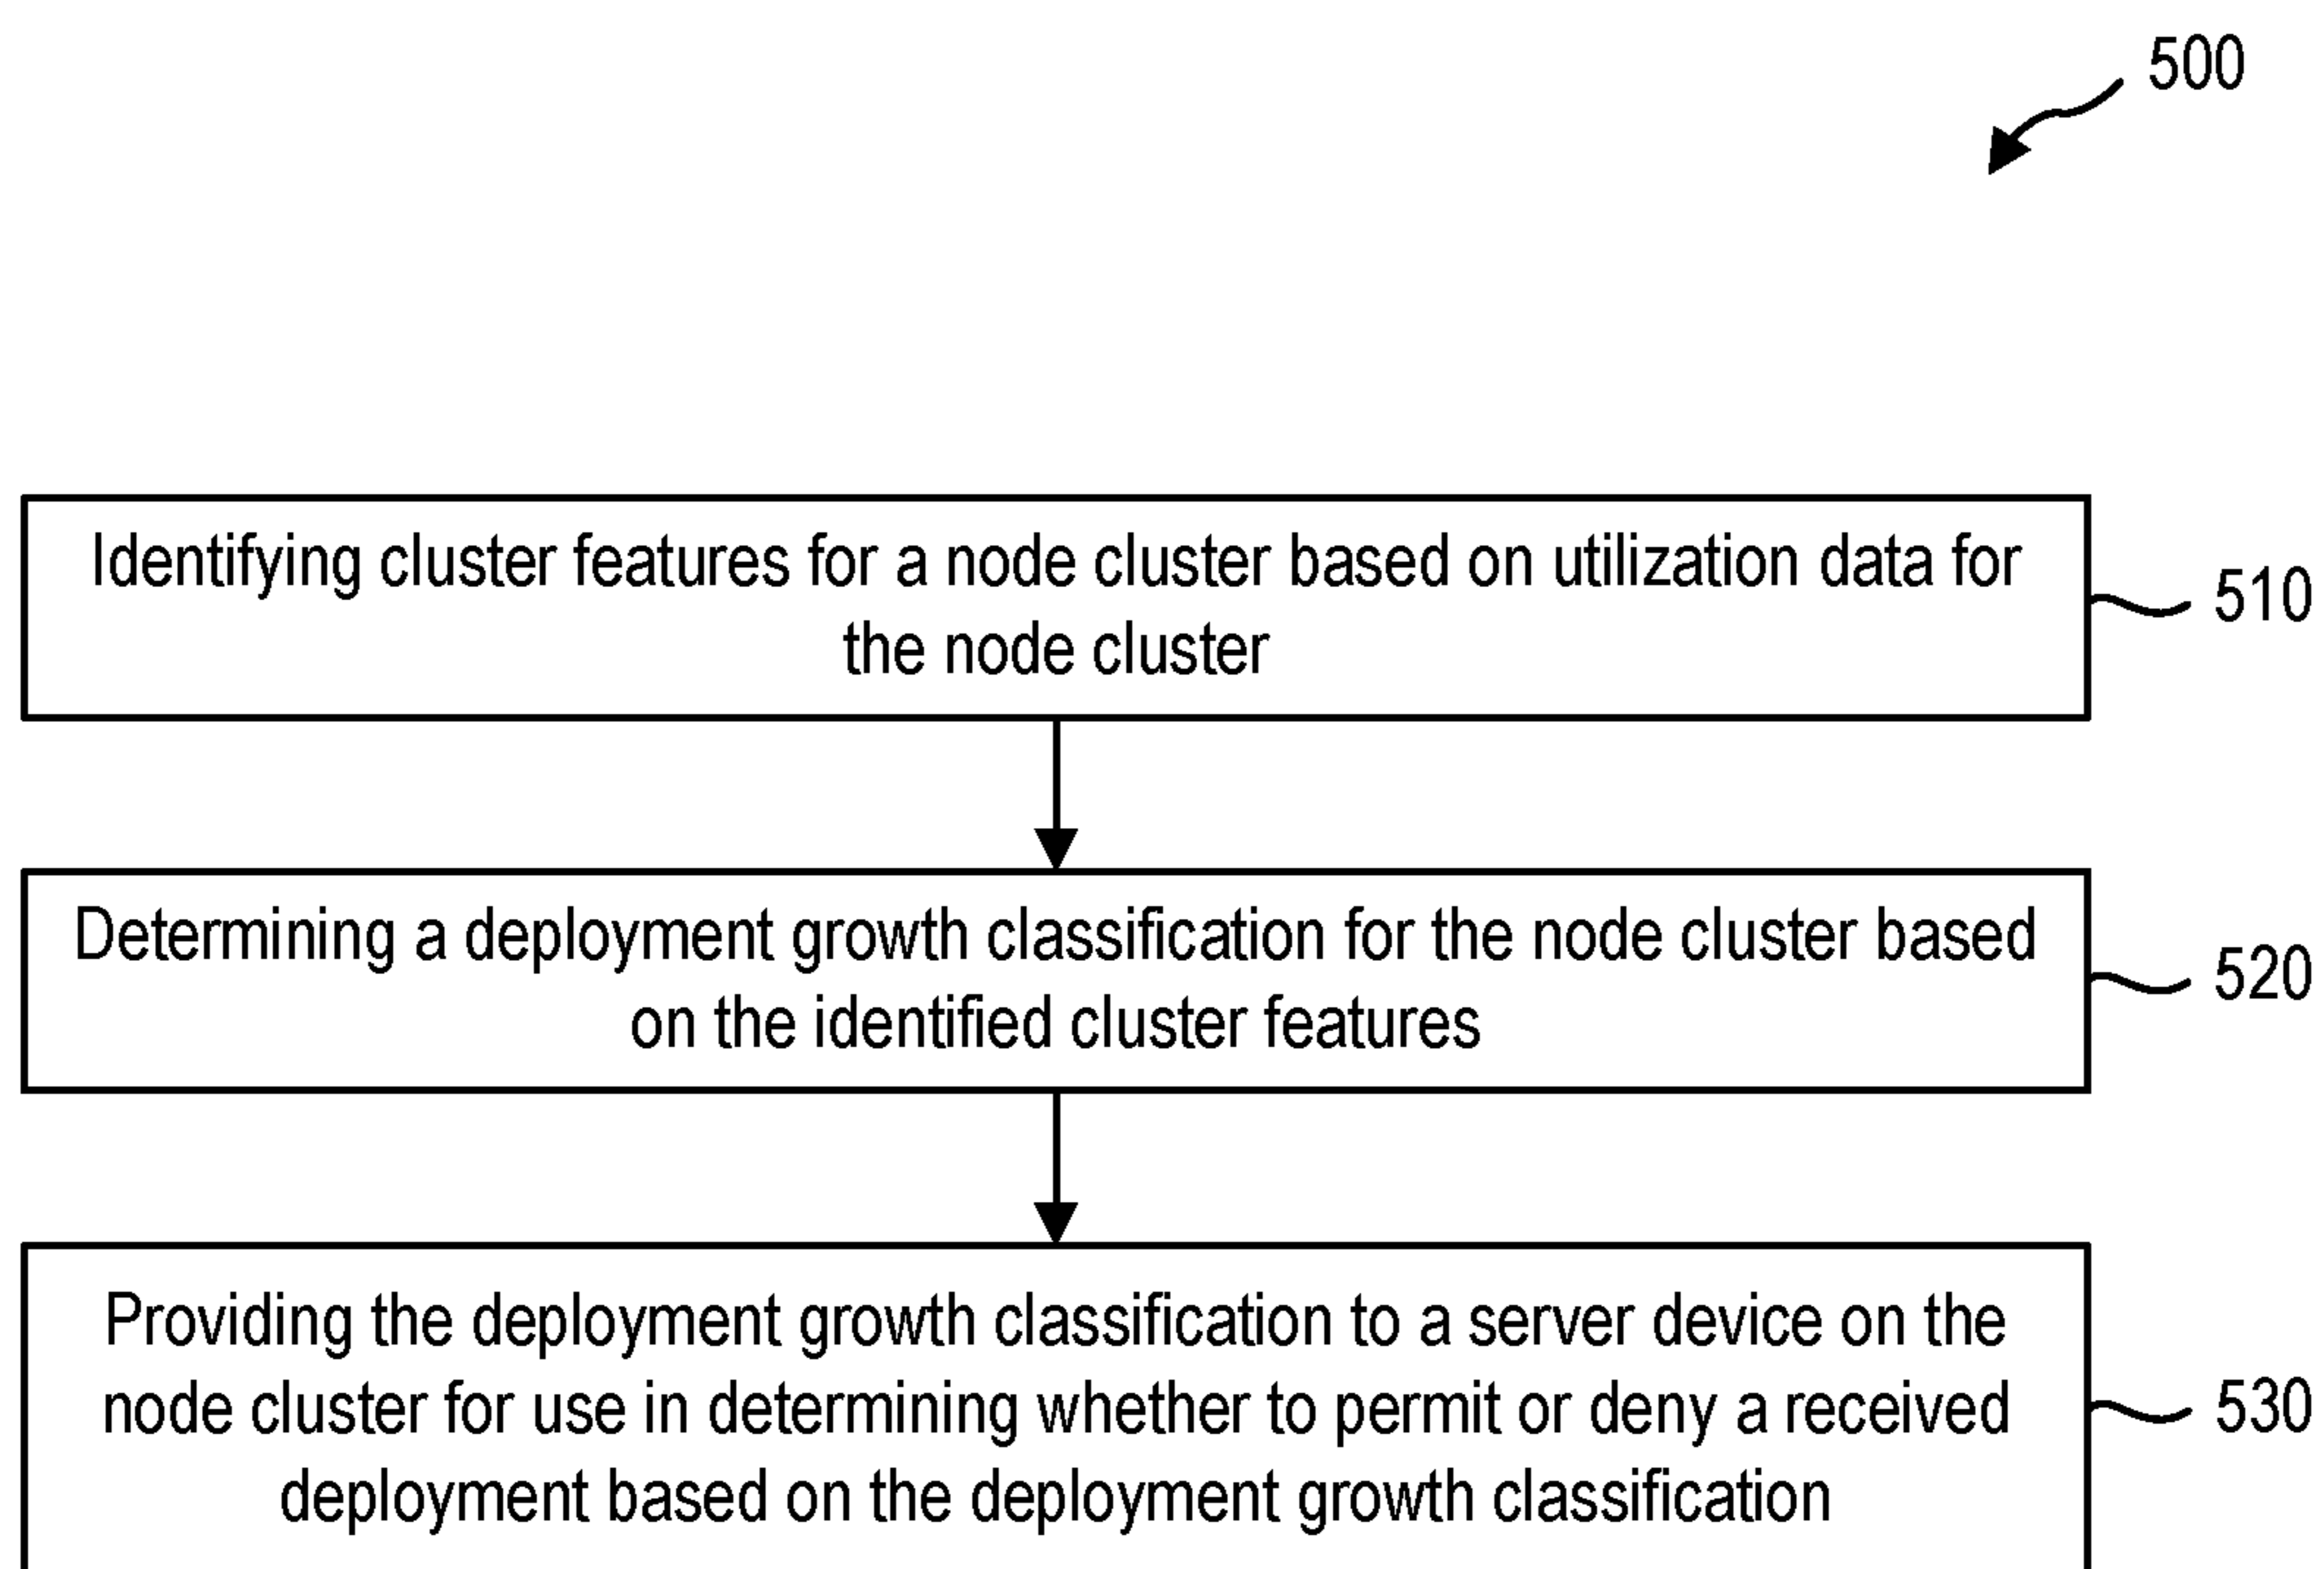 500
Identifying cluster features for a node cluster based on utilization data for
the node cluster
510
Determining a deployment growth classification for the node cluster based
on the identified cluster features
520
Providing the deployment growth classification to a server device on the
node cluster for use in determining whether to permit or deny a received
deployment based on the deployment growth classification
530